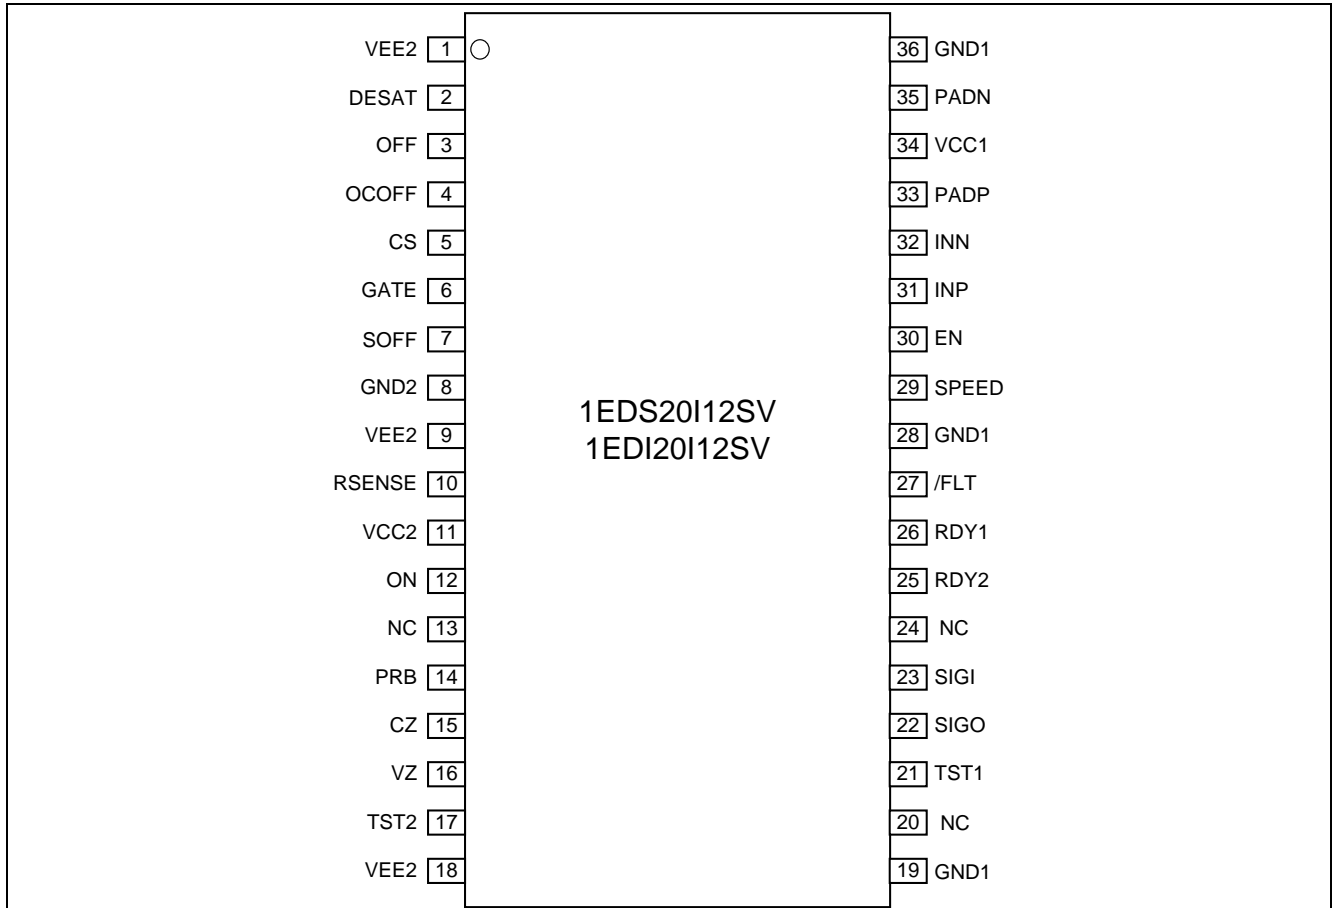 VEE2 1 36 GND1
DESAT 2 35 PADN
OFF 3 34 VCC1
OCOFF 4 33 PADP
CS 5 32 INN
GATE 6 31 INP
SOFF 7 30 EN
GND2 8 29 SPEED
1EDS20I12SV
VEE2 9 28 GND1
1EDI20I12SV
RSENSE 10 27 /FLT
VCC2 11 26 RDY1
ON 12 25 RDY2
NC 13 24 NC
PRB 14 23 SIGI
CZ 15 22 SIGO
VZ 16 21 TST1
TST2 17 20 NC
VEE2 18 19 GND1